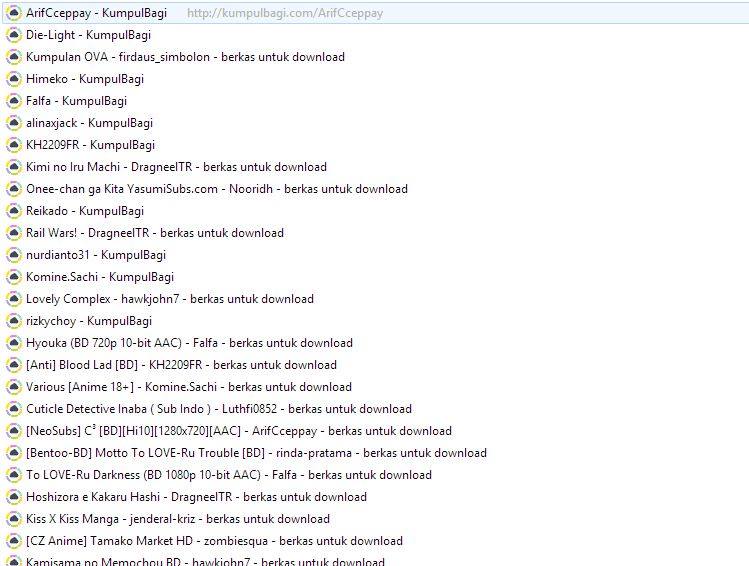 ArifCceppay - KumpulBagi http://kumpulbagi.com/ArifCceppay
Die-Light - KumpulBagi
Kumpulan OVA - firdaus_simbolon - berkas untuk download
Himeko - KumpulBagi
Falfa - KumpulBagi
alinaxjack - KumpulBagi
KH2209FR - KumpulBagi
Kimi no Iru Machi - DragneelTR - berkas untuk download
Onee-chan ga Kita YasumiSubs.com - Nooridh - berkas untuk download
Reikado - KumpulBagi
Rail Wars! - DragneelTR - berkas untuk download
nurdianto31 - KumpulBagi
Komine.Sachi - KumpulBagi
Lovely Complex - hawkjohn7 - berkas untuk download
rizkychoy - KumpulBagi
Hyouka (BD 720p 10-bit AAC) - Falfa - berkas untuk download
[Anti] Blood Lad [BD] - KH2209FR - berkas untuk download
Various [Anime 18+] - Komine.Sachi - berkas untuk download
Cuticle Detective Inaba ( Sub Indo ) - Luthfi0852 - berkas untuk download
[NeoSubs] C³ [BD][Hi10][1280x720][AAC] - ArifCceppay - berkas untuk download
[Bentoo-BD] Motto To LOVE-Ru Trouble [BD] - rinda-pratama - berkas untuk download
To LOVE-Ru Darkness (BD 1080p 10-bit AAC) - Falfa - berkas untuk download
Hoshizora e Kakaru Hashi - DragneelTR - berkas untuk download
Kiss X Kiss Manga - jenderal-kriz - berkas untuk download
[CZ Anime] Tamako Market HD - zombiesqua - berkas untuk download
Kamisama no Memochou BD - hawkjohn7 - berkas untuk download